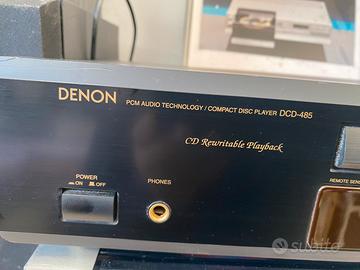 DENON PCM AUDIO TECHNOLOGY / COMPACT DISC PLAYER DCD-485
CD Rewritable Playback
POWER
ON OFF
PHONES
REMOTE SENS
subito.it